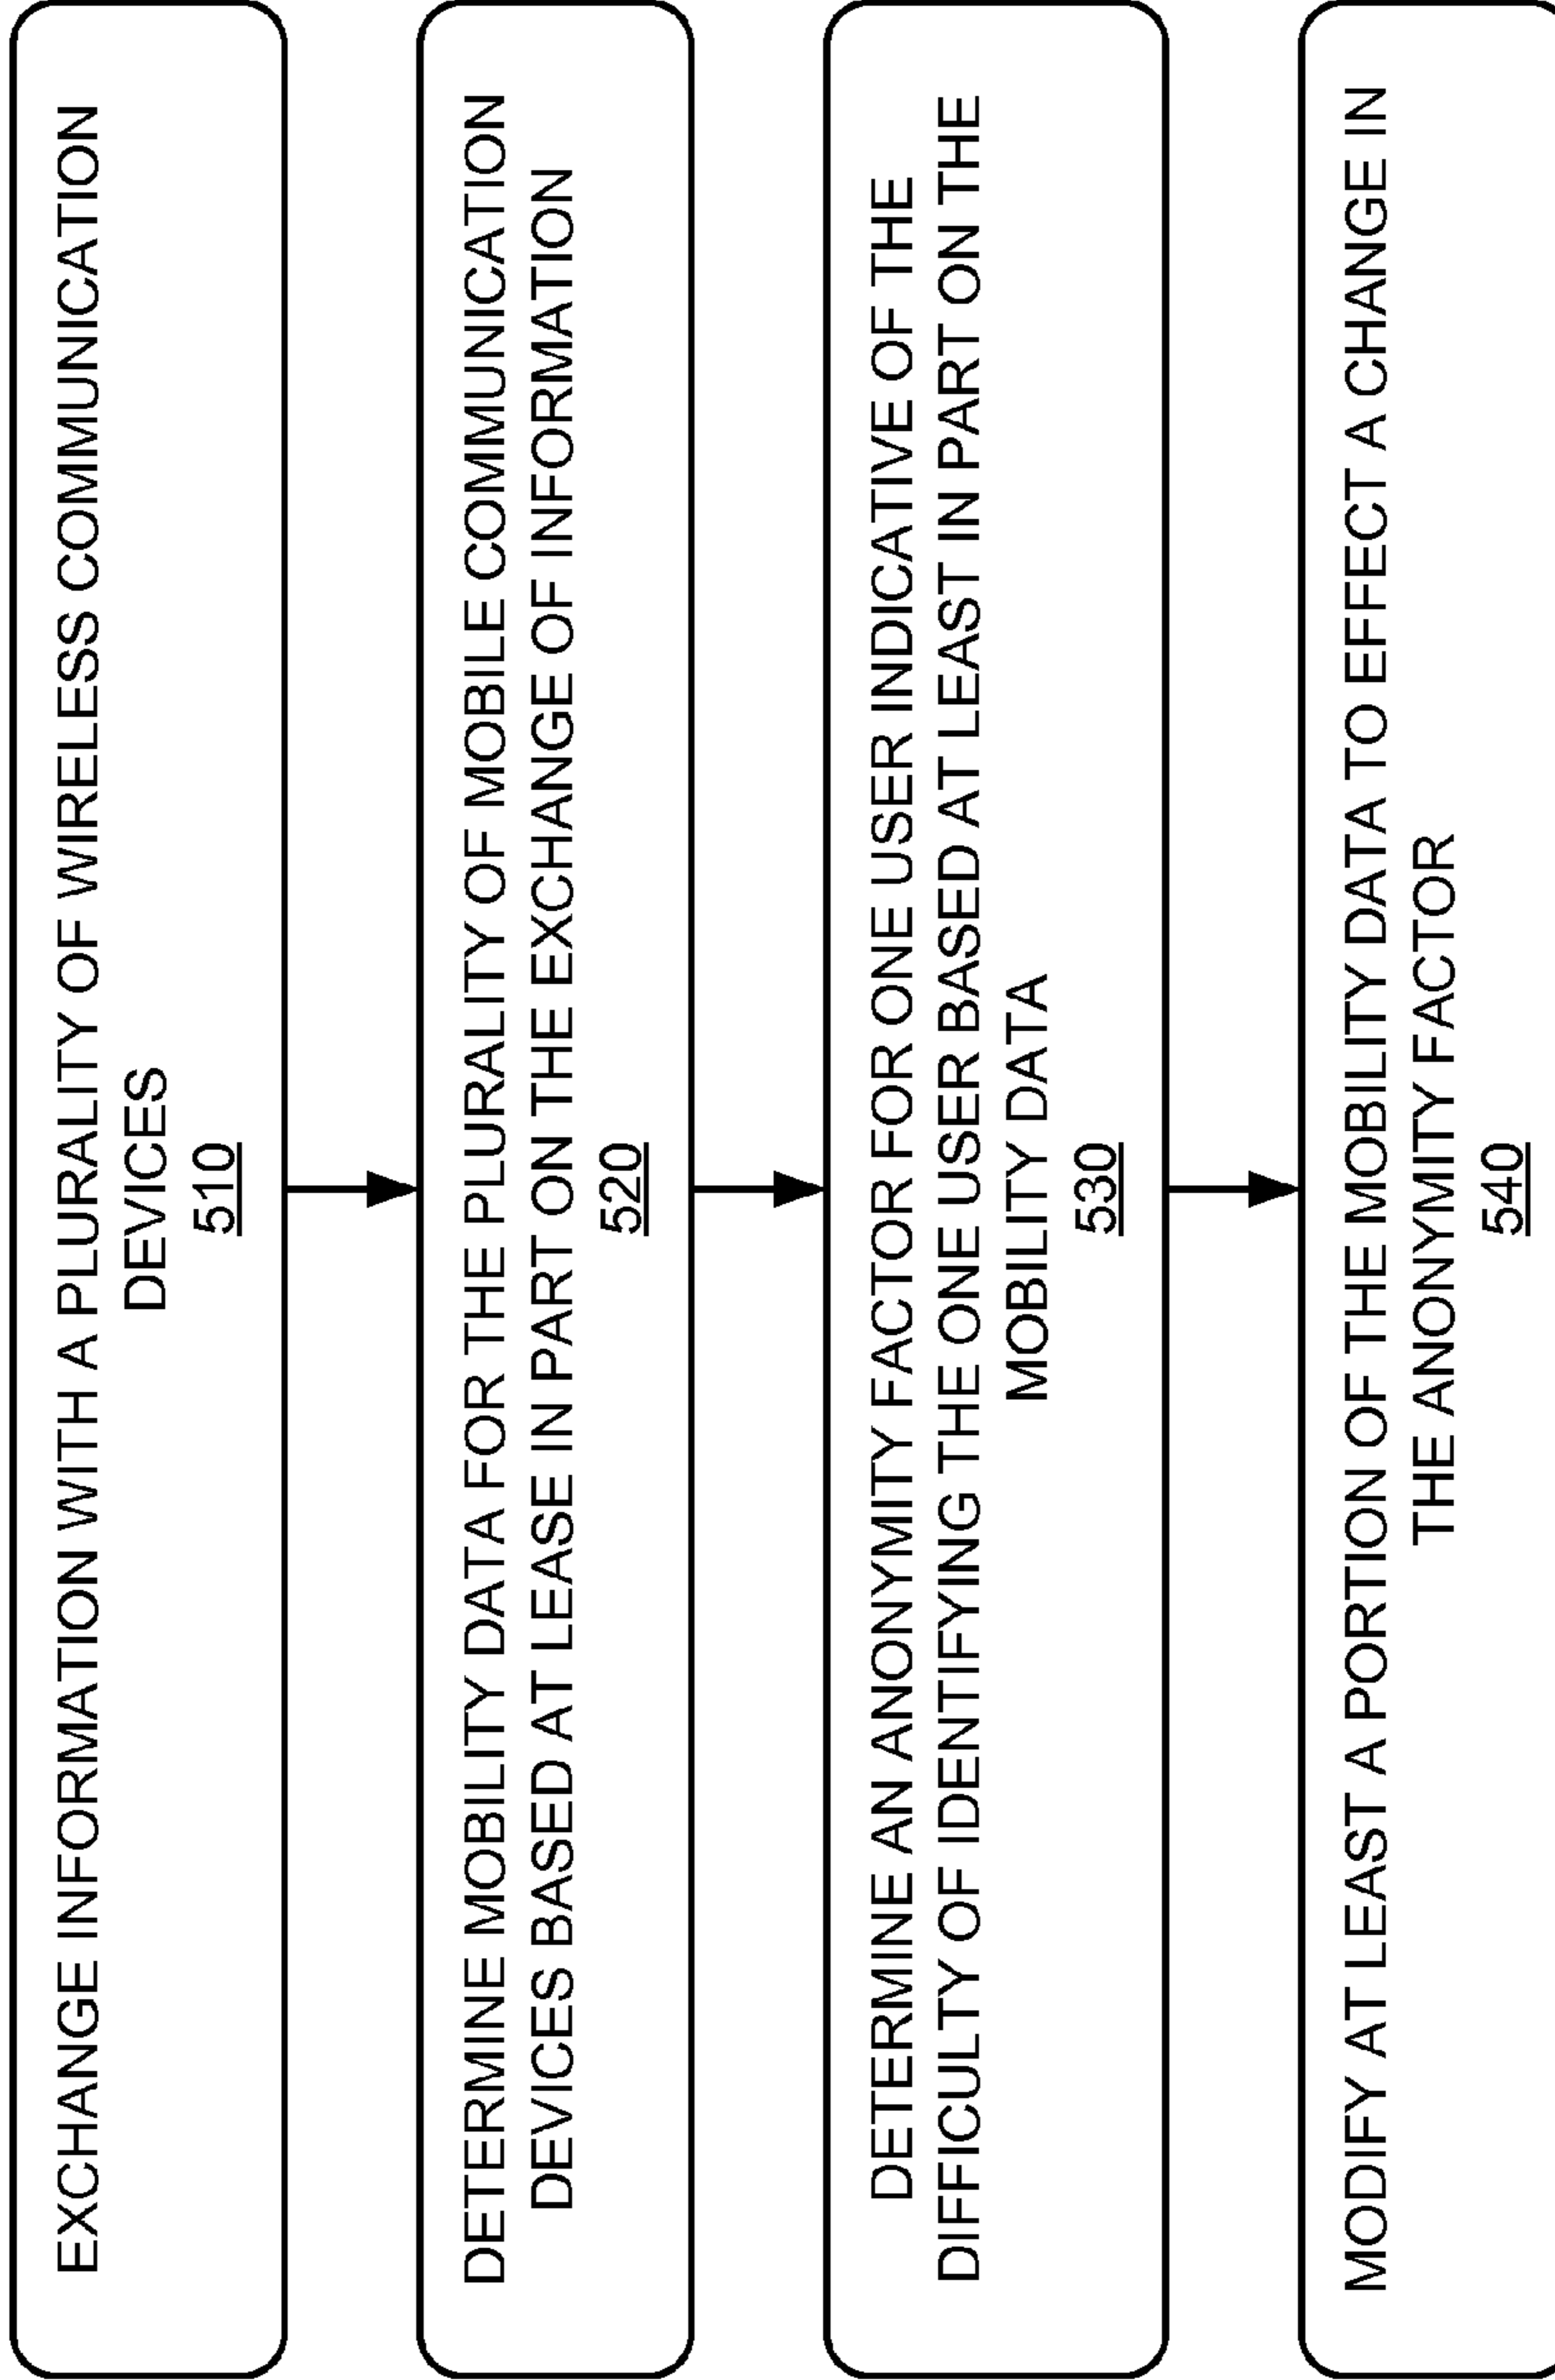 EXCHANGE INFORMATION WITH A PLURALITY OF WIRELESS COMMUNICATION
DEVICES
510
DETERMINE MOBILITY DATA FOR THE PLURALITY OF MOBILE COMMUNICATION
DEVICES BASED AT LEASE IN PART ON THE EXCHANGE OF INFORMATION
520
DETERMINE AN ANONYMITY FACTOR FOR ONE USER INDICATIVE OF THE
DIFFICULTY OF IDENTIFYING THE ONE USER BASED AT LEAST IN PART ON THE
MOBILITY DATA
530
MODIFY AT LEAST A PORTION OF THE MOBILITY DATA TO EFFECT A CHANGE IN
THE ANONYMITY FACTOR
540